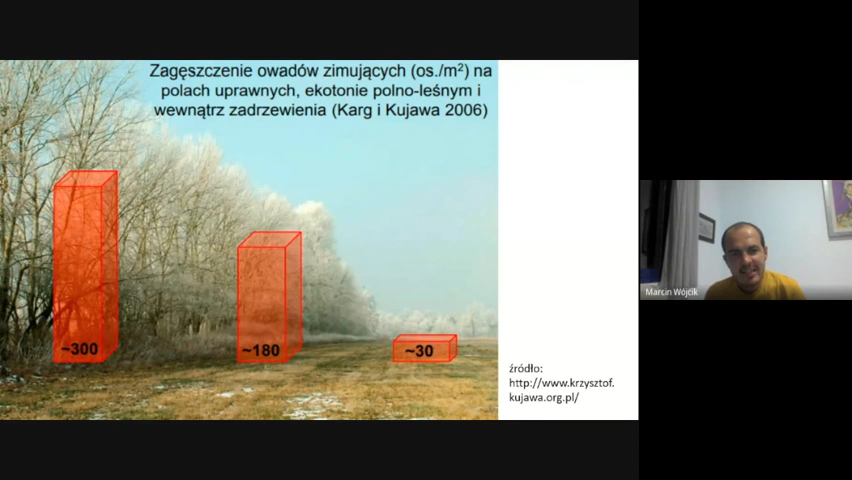 Zagęszczenie owadów zimujących (os./m²) na
polach uprawnych, ekotonie polno-leśnym i
wewnątrz zadrzewienia (Karg i Kujawa 2006)
~300
~180
~30
źródło:
http://www.krzysztof.
kujawa.org.pl/
Marcin Wójcik